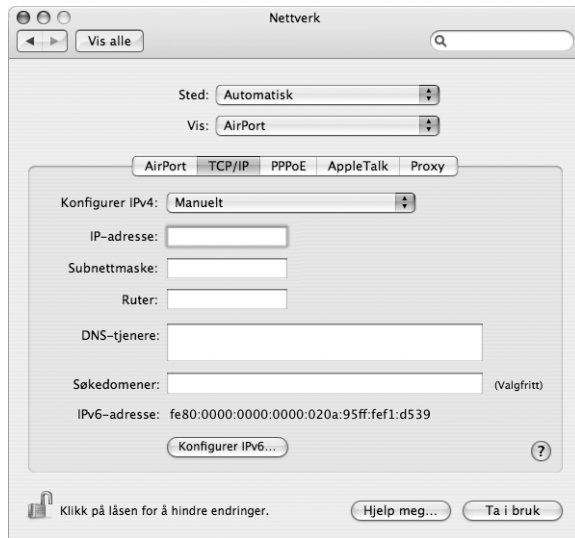 Nettverk
Vis alle
Sted: Automatisk
Vis: AirPort
AirPort TCP/IP PPPoE AppleTalk Proxy
Konfigurer IPv4: Manuelt
IP-adresse:
Subnettmaske:
Ruter:
DNS-tjenere:
Søkedomener: (Valgfritt)
IPv6-adresse: fe80:0000:0000:0000:020a:95ff:fef1:d539
Konfigurer IPv6...
?
Klikk på låsen for å hindre endringer. Hjelp meg... Ta i bruk